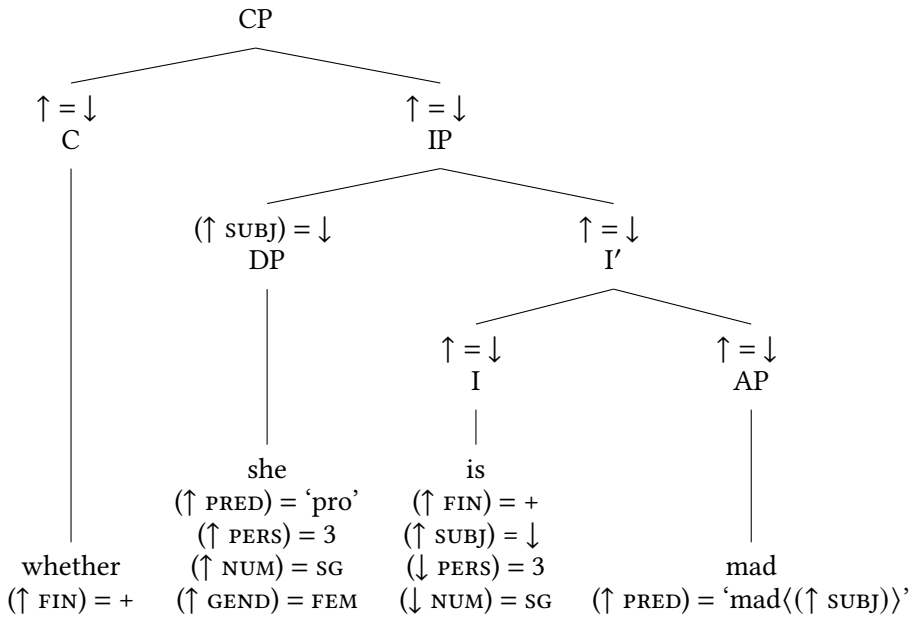 CP
↑ = ↓ ↑ = ↓
C IP
(↑ SUBJ) = ↓ ↑ = ↓
DP I′
↑ = ↓ ↑ = ↓
I AP
she is
(↑ PRED) = ‘pro’ (↑ FIN) = +
(↑ PERS) = 3 (↑ SUBJ) = ↓
whether (↑ NUM) = SG (↓ PERS) = 3 mad
(↑ FIN) = + (↑ GEND) = FEM (↓ NUM) = SG (↑ PRED) = ‘mad⟨(↑ SUBJ)⟩’